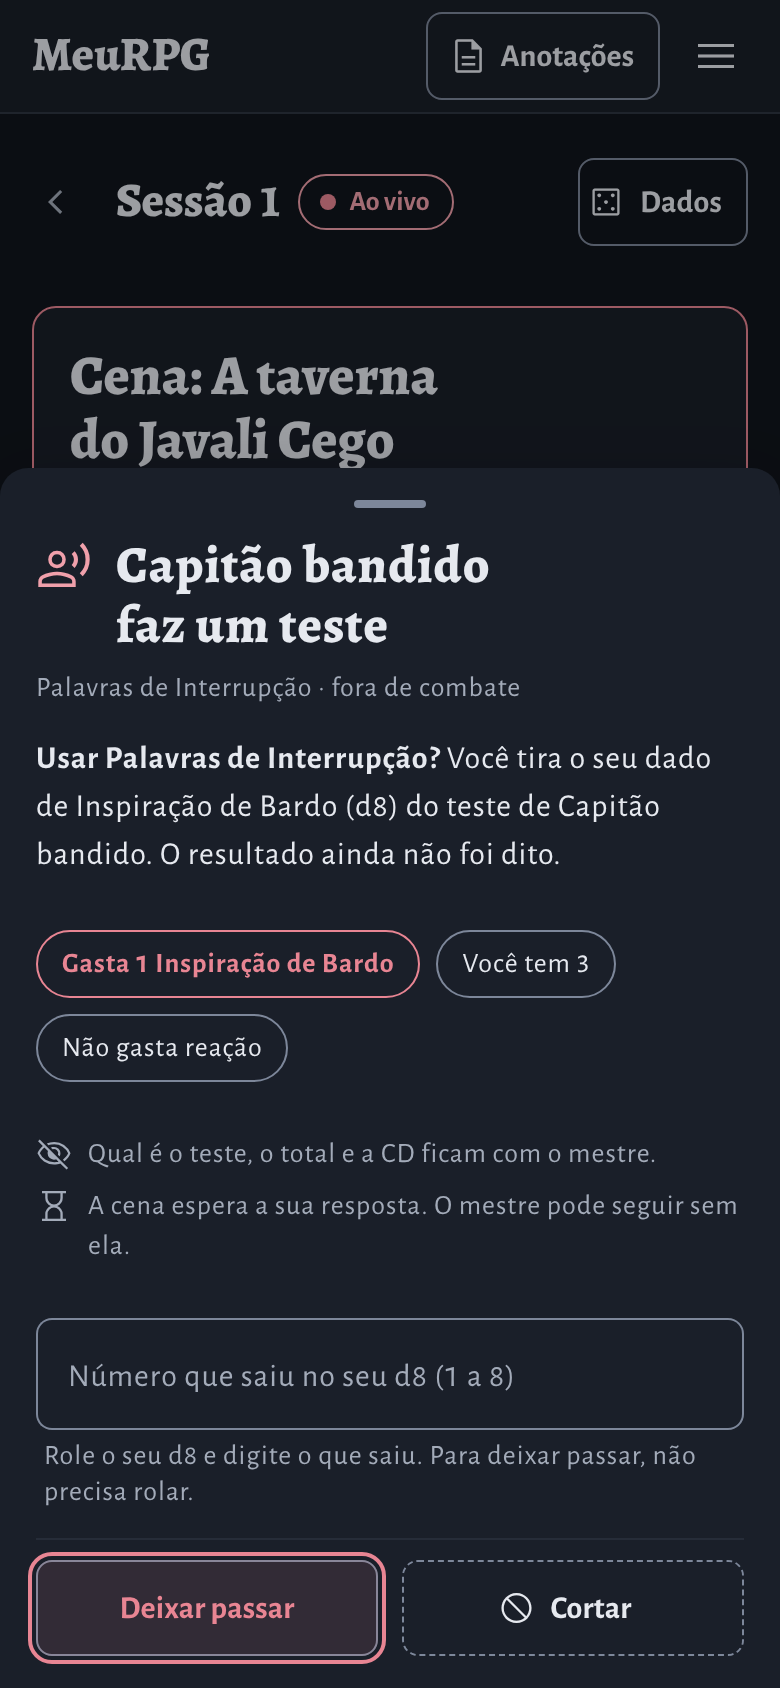 MeuRPG
Anotações
Sessão 1
Ao vivo
Dados
Cena: A taverna
do Javali Cego
Capitão bandido
faz um teste
Palavras de Interrupção · fora de combate
Usar Palavras de Interrupção? Você tira o seu dado
de Inspiração de Bardo (d8) do teste de Capitão
bandido. O resultado ainda não foi dito.
Gasta 1 Inspiração de Bardo
Você tem 3
Não gasta reação
Qual é o teste, o total e a CD ficam com o mestre.
A cena espera a sua resposta. O mestre pode seguir sem
ela.
Número que saiu no seu d8 (1 a 8)
Role o seu d8 e digite o que saiu. Para deixar passar, não
precisa rolar.
Deixar passar
Cortar